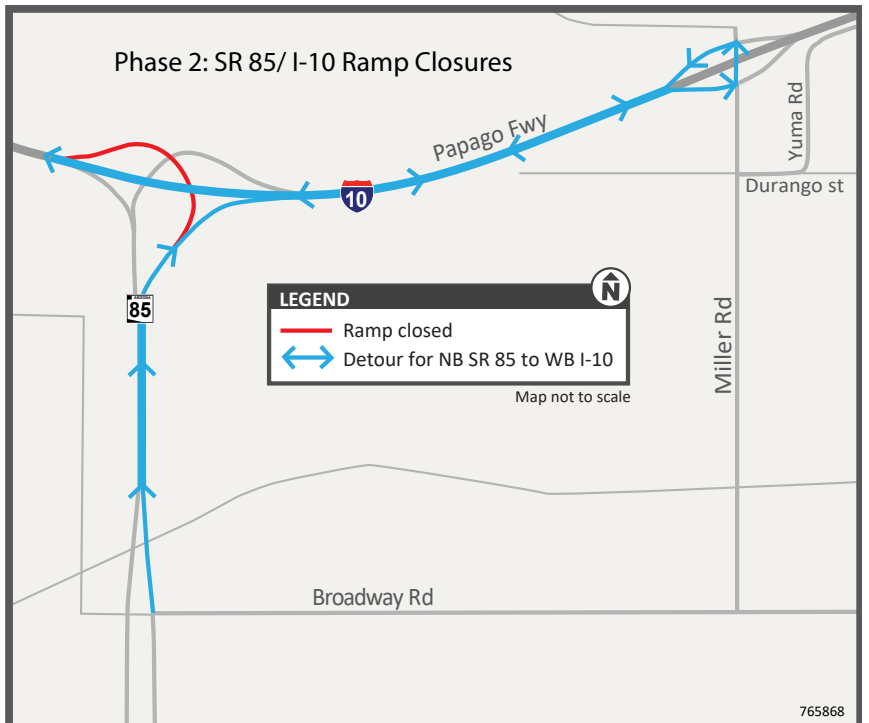 Phase 2: SR 85/ I-10 Ramp Closures
Papago Fwy
Yuma Rd
Durango st
10
ARIZONA
85
LEGEND
N
Ramp closed
Detour for NB SR 85 to WB I-10
Map not to scale
Miller Rd
Broadway Rd
765868